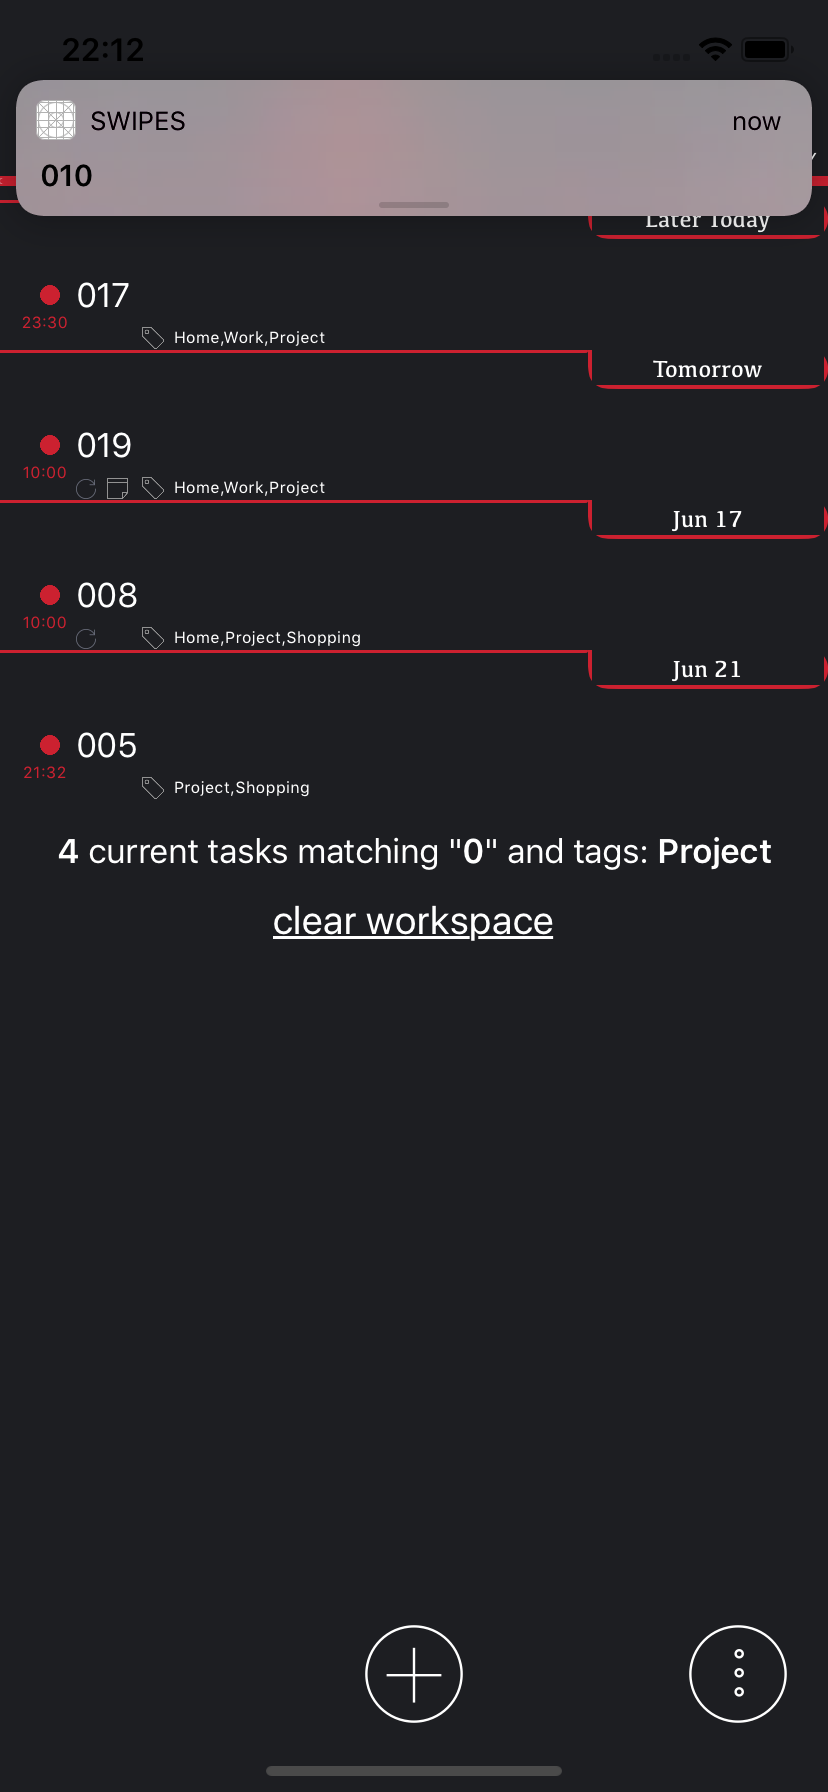 22:12
SWIPES
now
010
Later Today
017
23:30
Home,Work,Project
Tomorrow
019
10:00
Home,Work,Project
Jun 17
008
10:00
Home,Project,Shopping
Jun 21
005
21:32
Project,Shopping
4 current tasks matching "0" and tags: Project
clear workspace